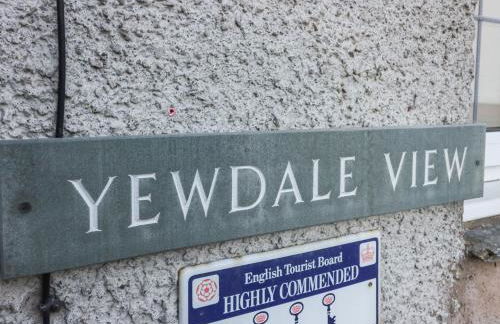 YEWDALE VIEW
English Tourist Board
HIGHLY COMMENDED